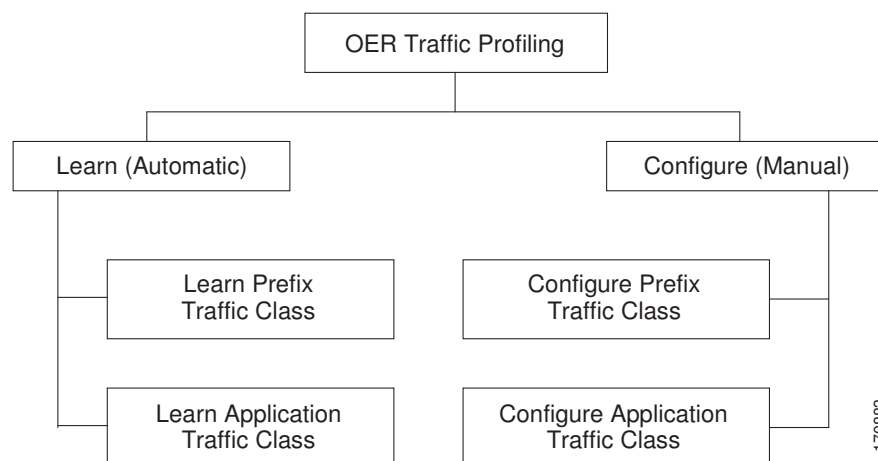 OER Traffic Profiling
Learn (Automatic)
Configure (Manual)
Learn Prefix
Traffic Class
Configure Prefix
Traffic Class
Learn Application
Traffic Class
Configure Application
Traffic Class